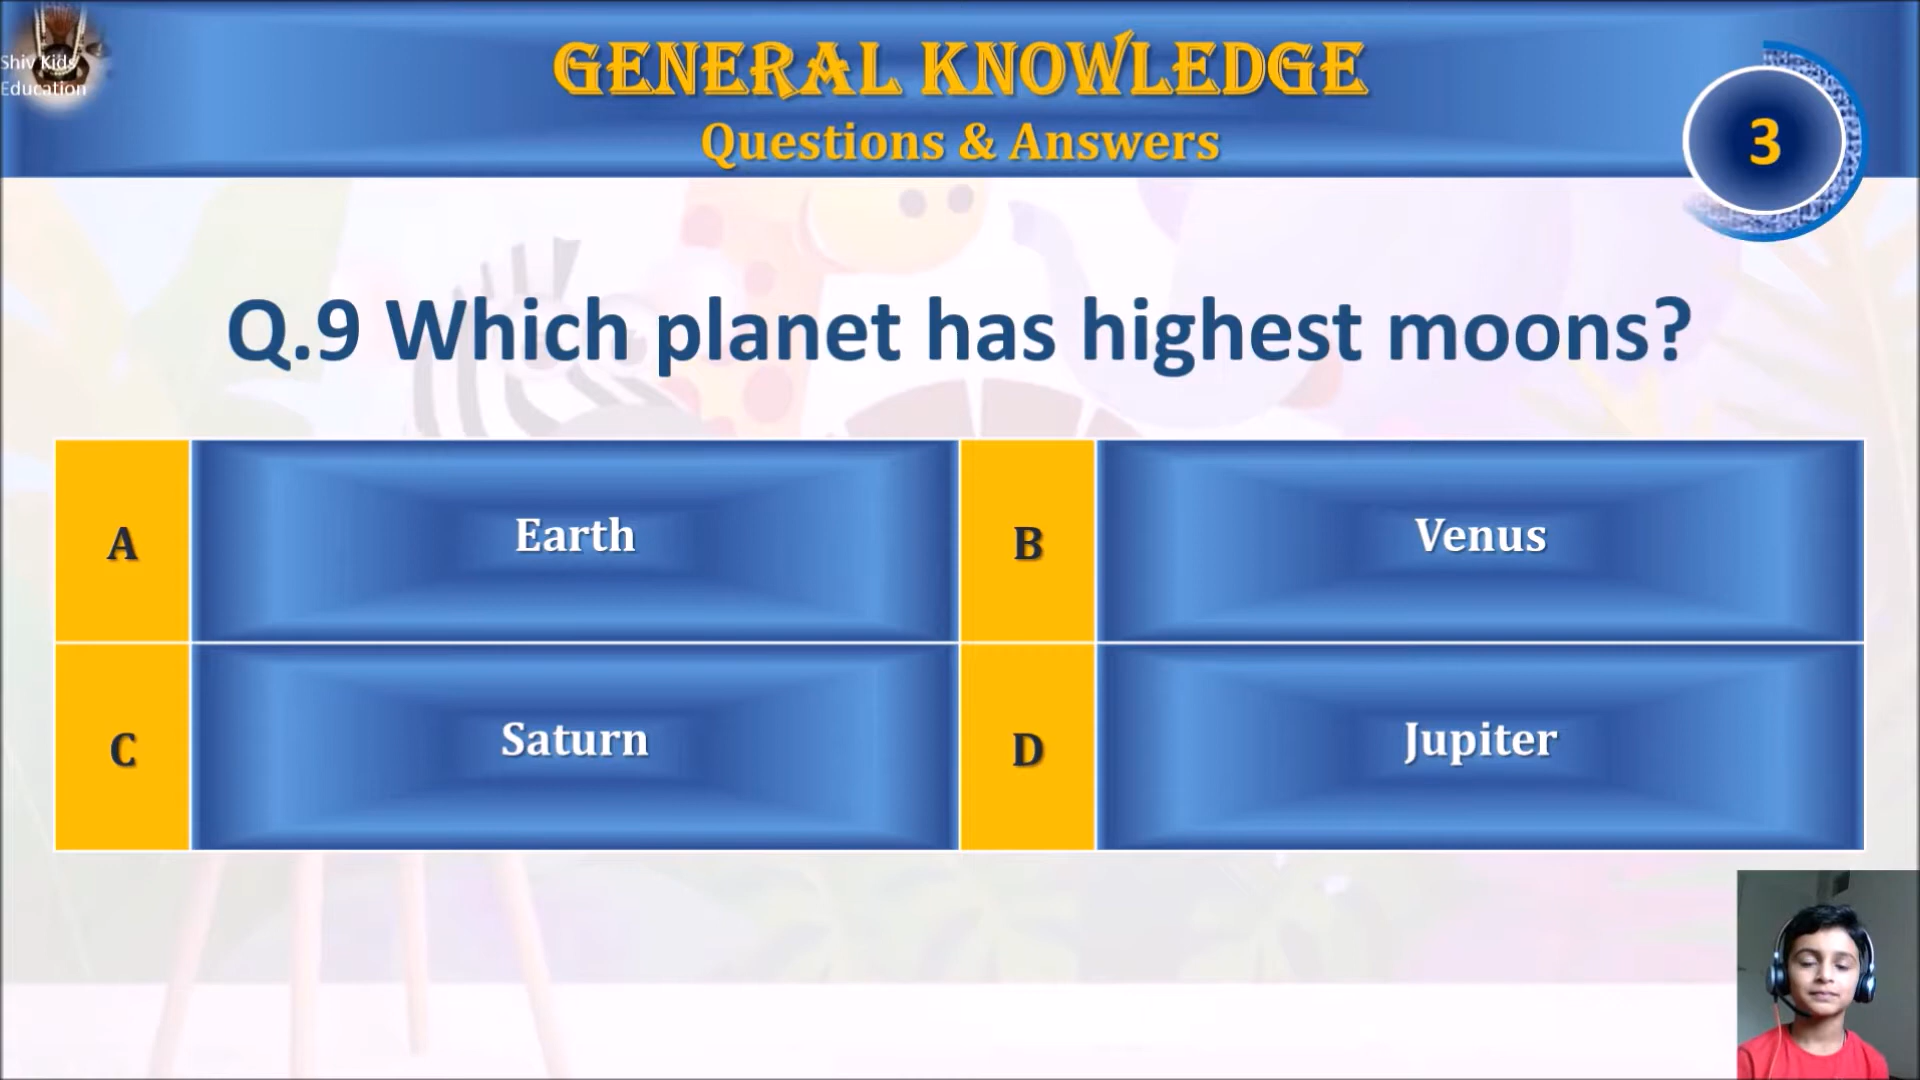 Shiv Kids
Education
GENERAL KNOWLEDGE
Questions & Answers
3
Q.9 Which planet has highest moons?
A
Earth
B
Venus
C
Saturn
D
Jupiter